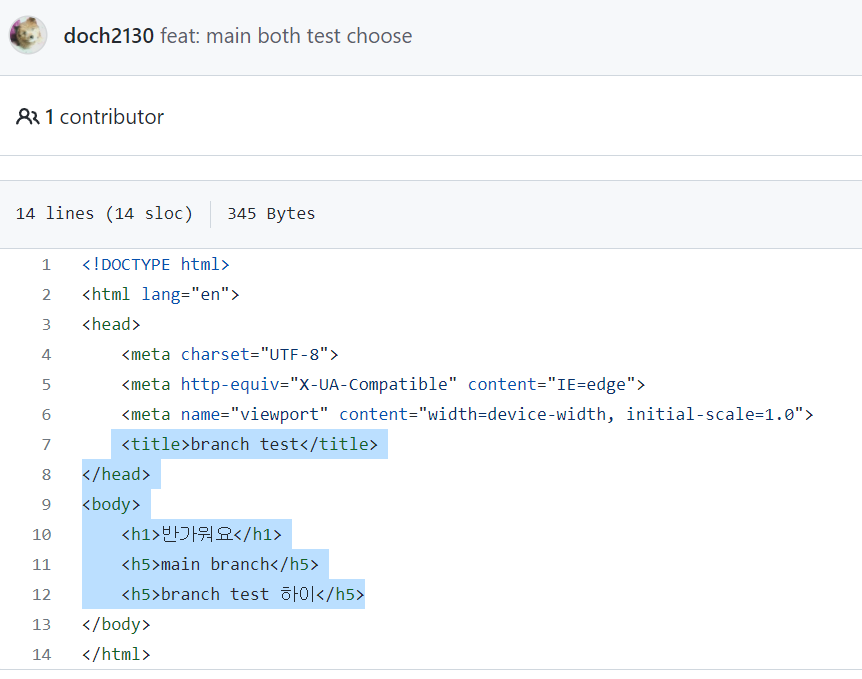 doch2130 feat: main both test choose
1 contributor
14 lines (14 sloc) 345 Bytes
1 <!DOCTYPE html>
2 <html lang="en">
3 <head>
4 <meta charset="UTF-8">
5 <meta http-equiv="X-UA-Compatible" content="IE=edge">
6 <meta name="viewport" content="width=device-width, initial-scale=1.0">
7 <title>branch test</title>
8 </head>
9 <body>
10 <h1>반가워요</h1>
11 <h5>main branch</h5>
12 <h5>branch test 하이</h5>
13 </body>
14 </html>